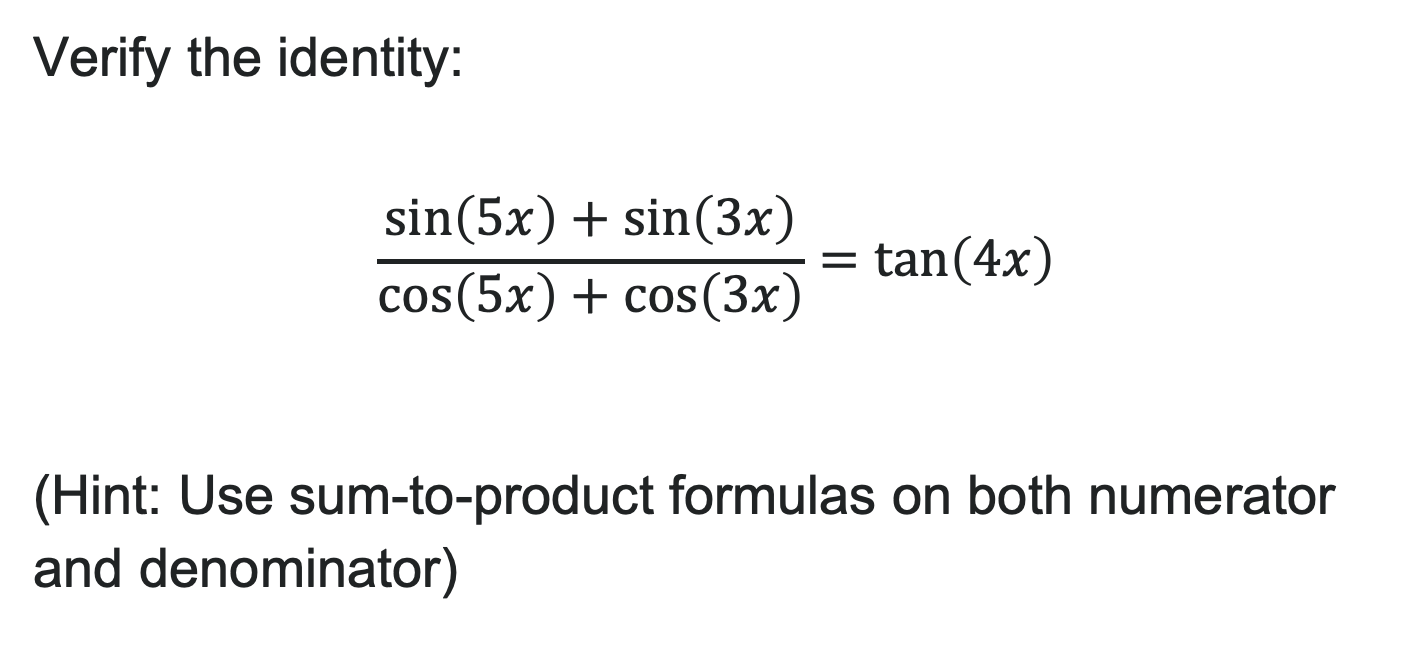 Verify the identity:
sin(5x) + sin(3x)
cos(5x) + cos(3x)
= tan(4x)
(Hint: Use sum-to-product formulas on both numerator
and denominator)